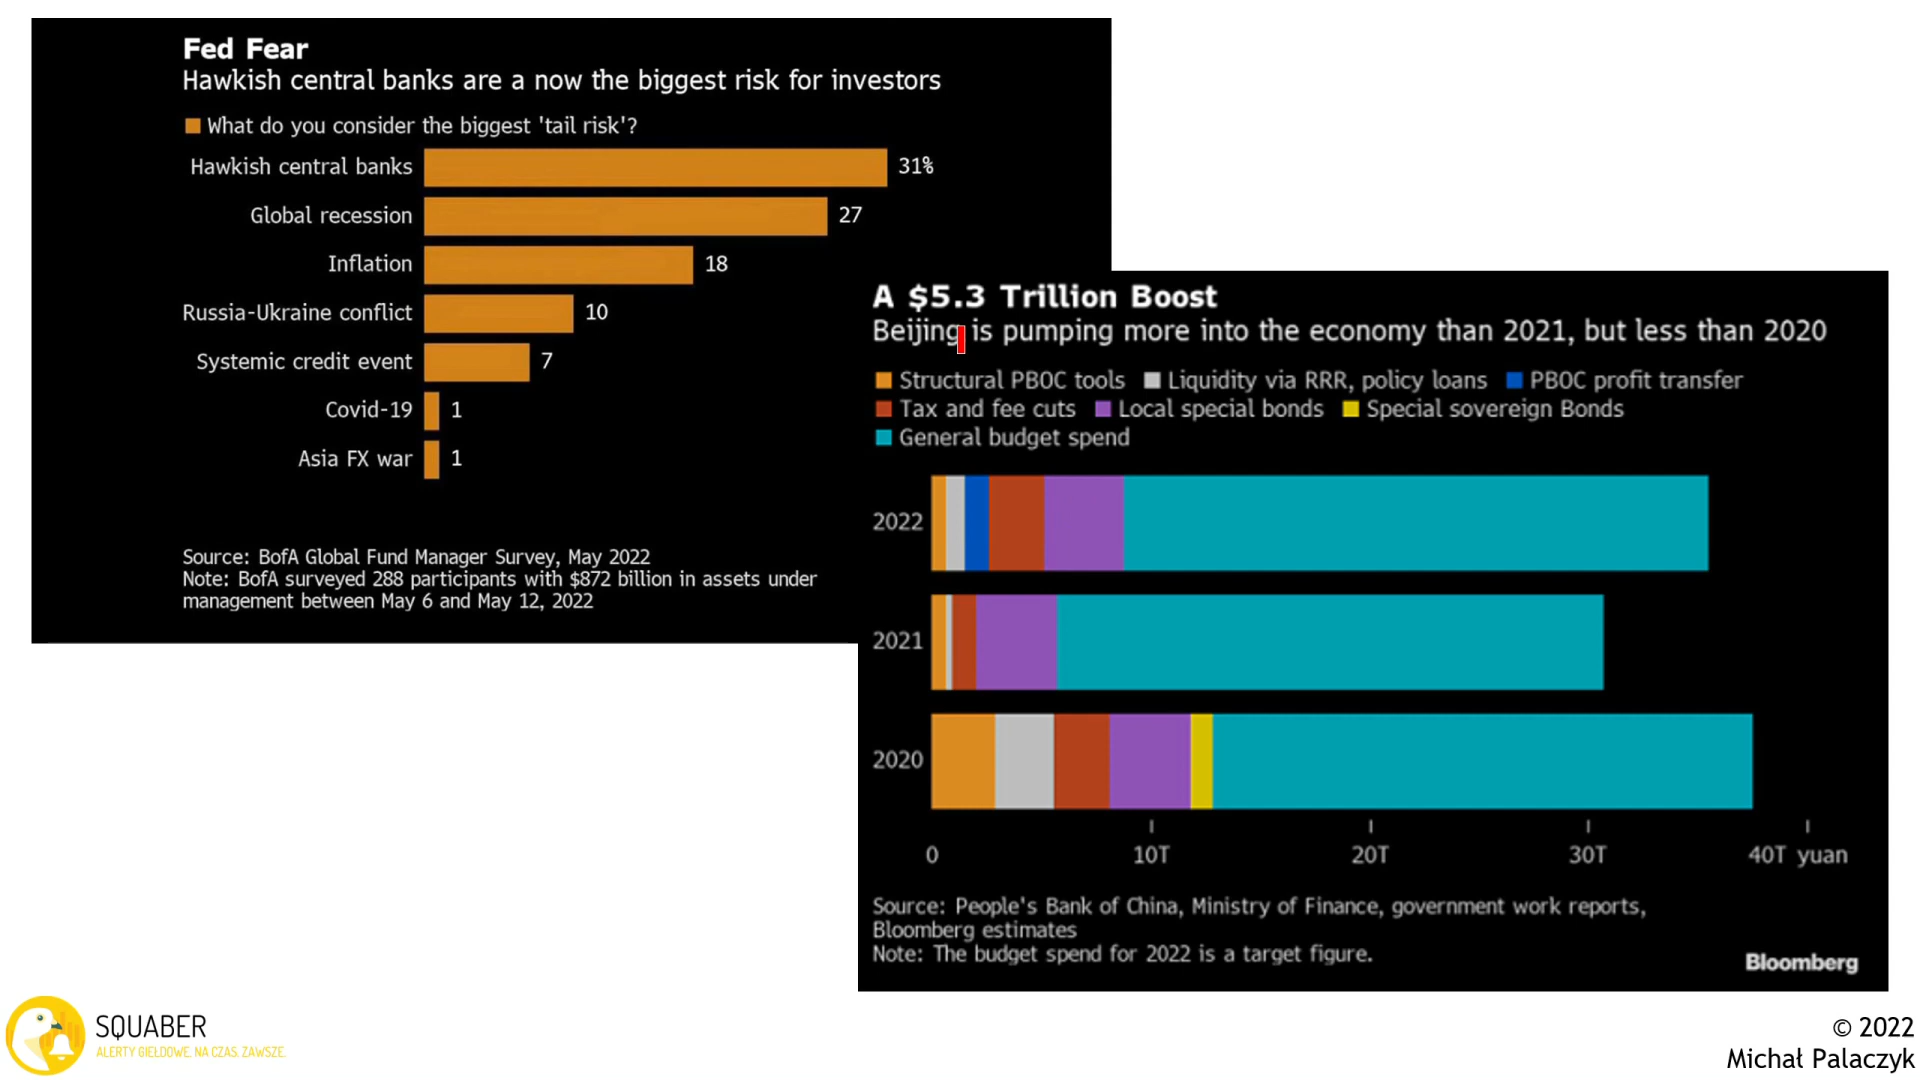 Fed Fear
Hawkish central banks are a now the biggest risk for investors
What do you consider the biggest 'tail risk'?
Hawkish central banks 31%
Global recession 27
Inflation 18
Russia-Ukraine conflict 10
Systemic credit event 7
Covid-19 1
Asia FX war 1
Source: BofA Global Fund Manager Survey, May 2022
Note: BofA surveyed 288 participants with $872 billion in assets under
management between May 6 and May 12, 2022
A $5.3 Trillion Boost
Beijing is pumping more into the economy than 2021, but less than 2020
Structural PBOC tools Liquidity via RRR, policy loans PBOC profit transfer
Tax and fee cuts Local special bonds Special sovereign Bonds
General budget spend
2022
2021
2020
0 10T 20T 30T 40T yuan
Source: People's Bank of China, Ministry of Finance, government work reports,
Bloomberg estimates
Note: The budget spend for 2022 is a target figure.
Bloomberg
SQUABER
ALERTY GIEŁDOWE. NA CZAS. ZAWSZE.
© 2022
Michał Palaczyk